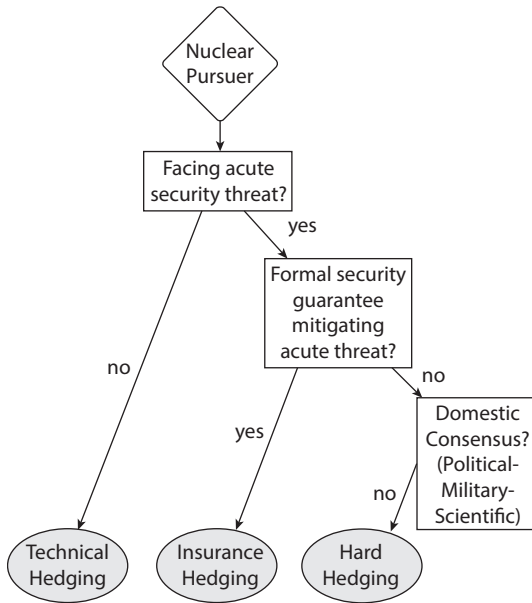 Nuclear
Pursuer
Facing acute
security threat?
yes
Formal security
guarantee
mitigating
acute threat?
no
no
yes
Domestic
Consensus?
(Political-
Military-
Scientific)
no
Technical
Hedging
Insurance
Hedging
Hard
Hedging